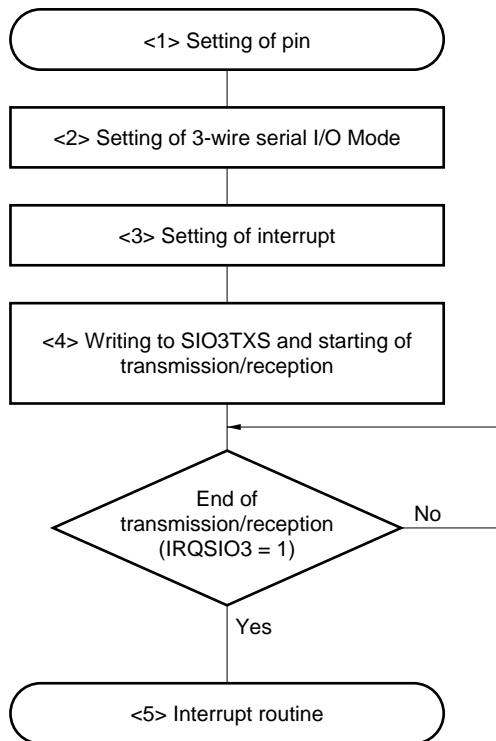 <1> Setting of pin
<2> Setting of 3-wire serial I/O Mode
<3> Setting of interrupt
<4> Writing to SIO3TXS and starting of
transmission/reception
End of
transmission/reception
(IRQSIO3 = 1)
No
Yes
<5> Interrupt routine